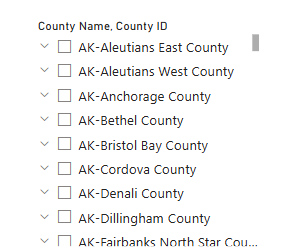 County Name, County ID
AK-Aleutians East County
AK-Aleutians West County
AK-Anchorage County
AK-Bethel County
AK-Bristol Bay County
AK-Cordova County
AK-Denali County
AK-Dillingham County
AK-Fairbanks North Star Cou...